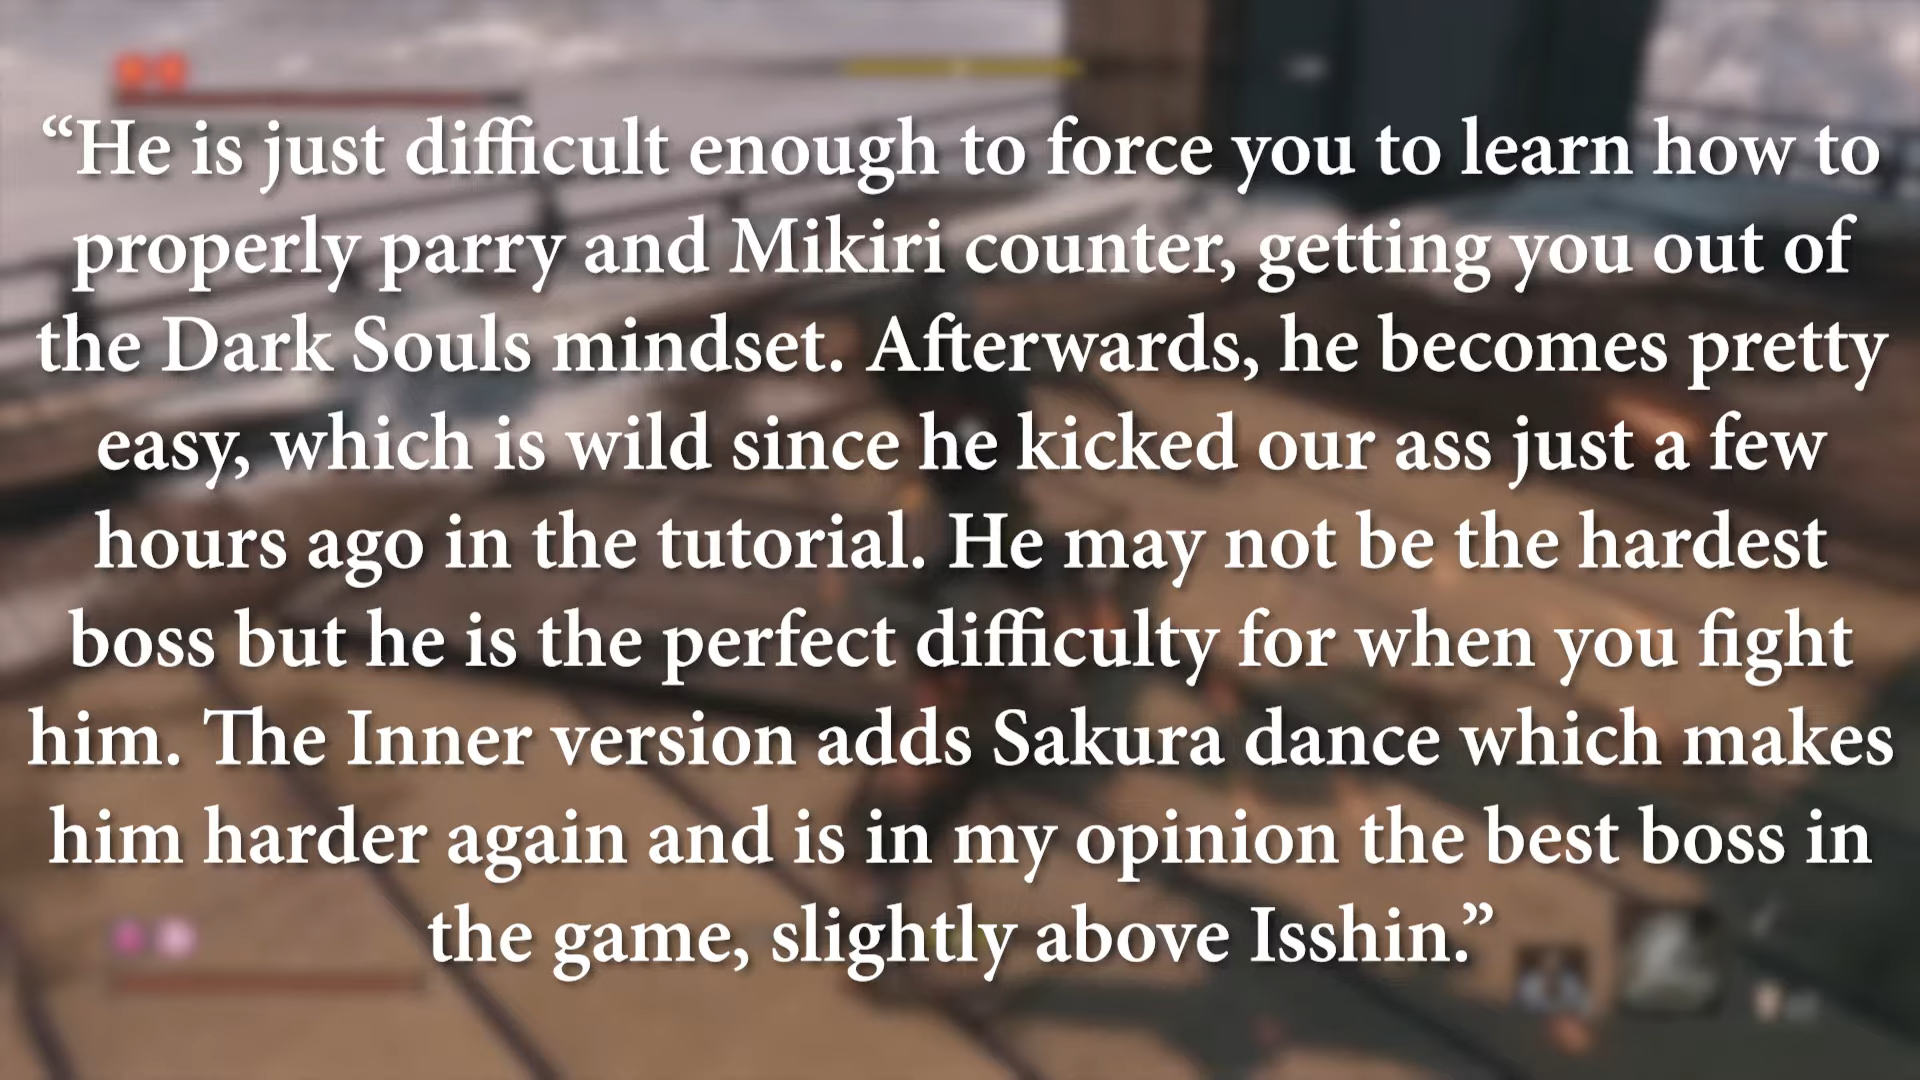 “He is just difficult enough to force you to learn how to
properly parry and Mikiri counter, getting you out of
the Dark Souls mindset. Afterwards, he becomes pretty
easy, which is wild since he kicked our ass just a few
hours ago in the tutorial. He may not be the hardest
boss but he is the perfect difficulty for when you fight
him. The Inner version adds Sakura dance which makes
him harder again and is in my opinion the best boss in
the game, slightly above Isshin.”